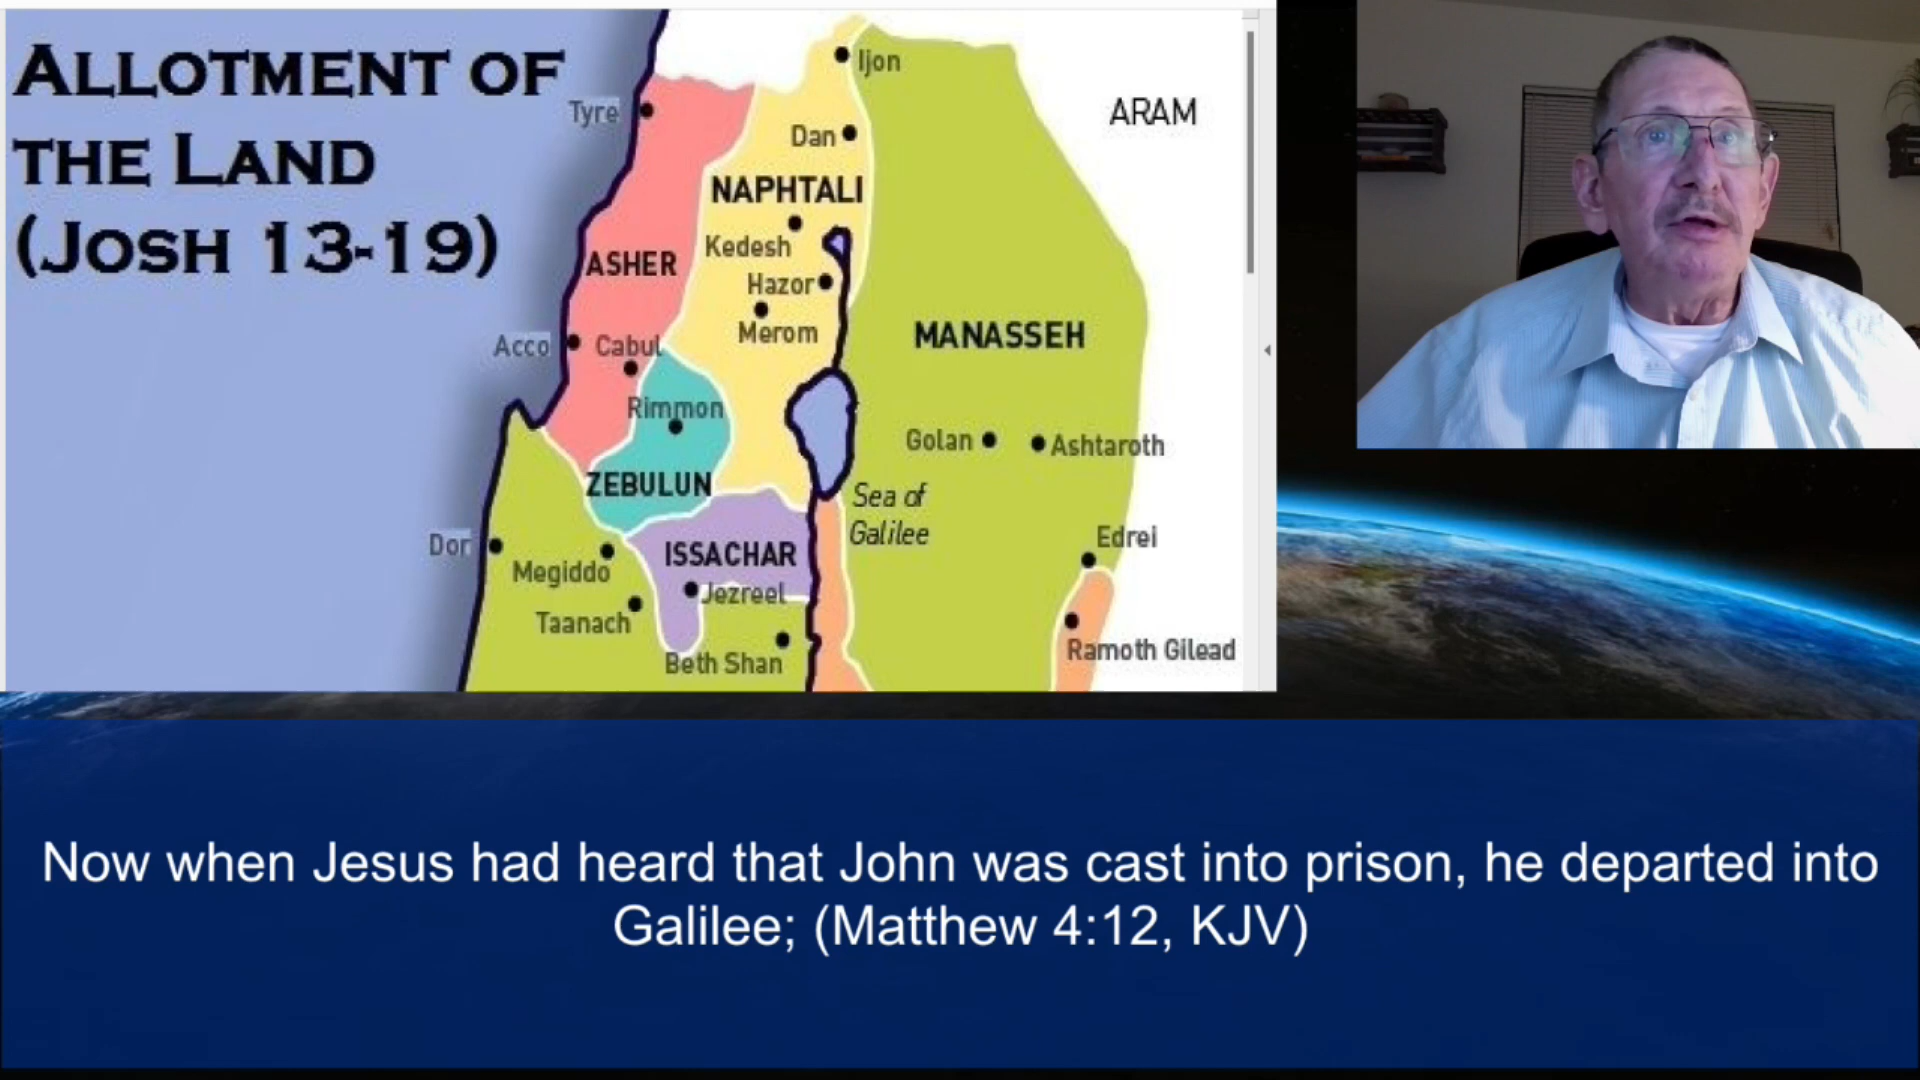 ALLOTMENT OF
THE LAND
(JOSH 13-19)
Ijon
Tyre
ARAM
Dan
NAPHTALI
Kedesh
ASHER
Hazor
Merom
MANASSEH
Acco
Cabul
Rimmon
Golan
Ashtaroth
ZEBULUN
Sea of
Galilee
Edrei
Dor
ISSACHAR
Megiddo
Jezreel
Taanach
Ramoth Gilead
Beth Shan
Now when Jesus had heard that John was cast into prison, he departed into
Galilee; (Matthew 4:12, KJV)